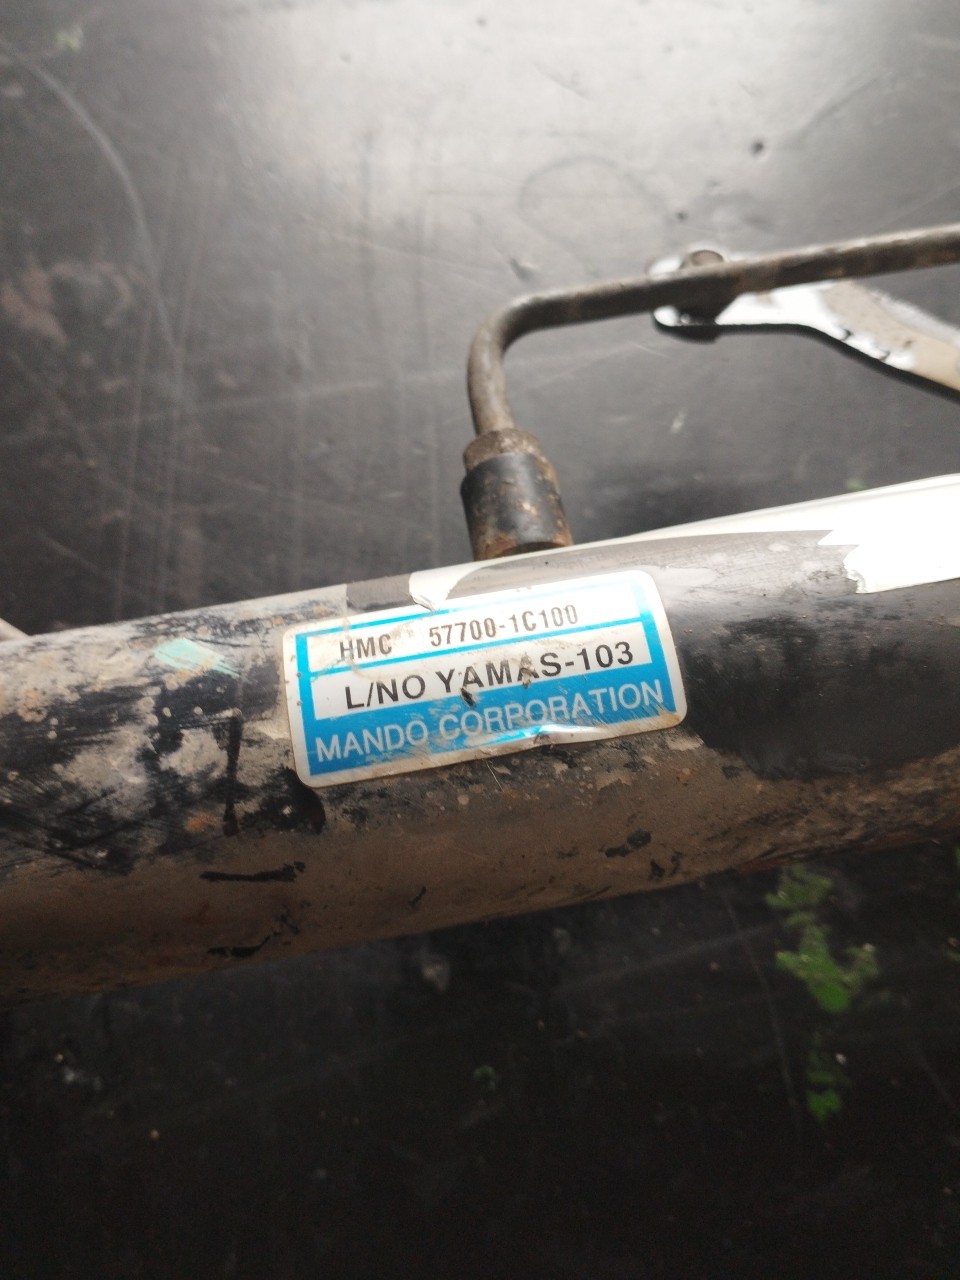 HMC 57700-1C100
L/NO YAMAS-103
MANDO CORPORATION